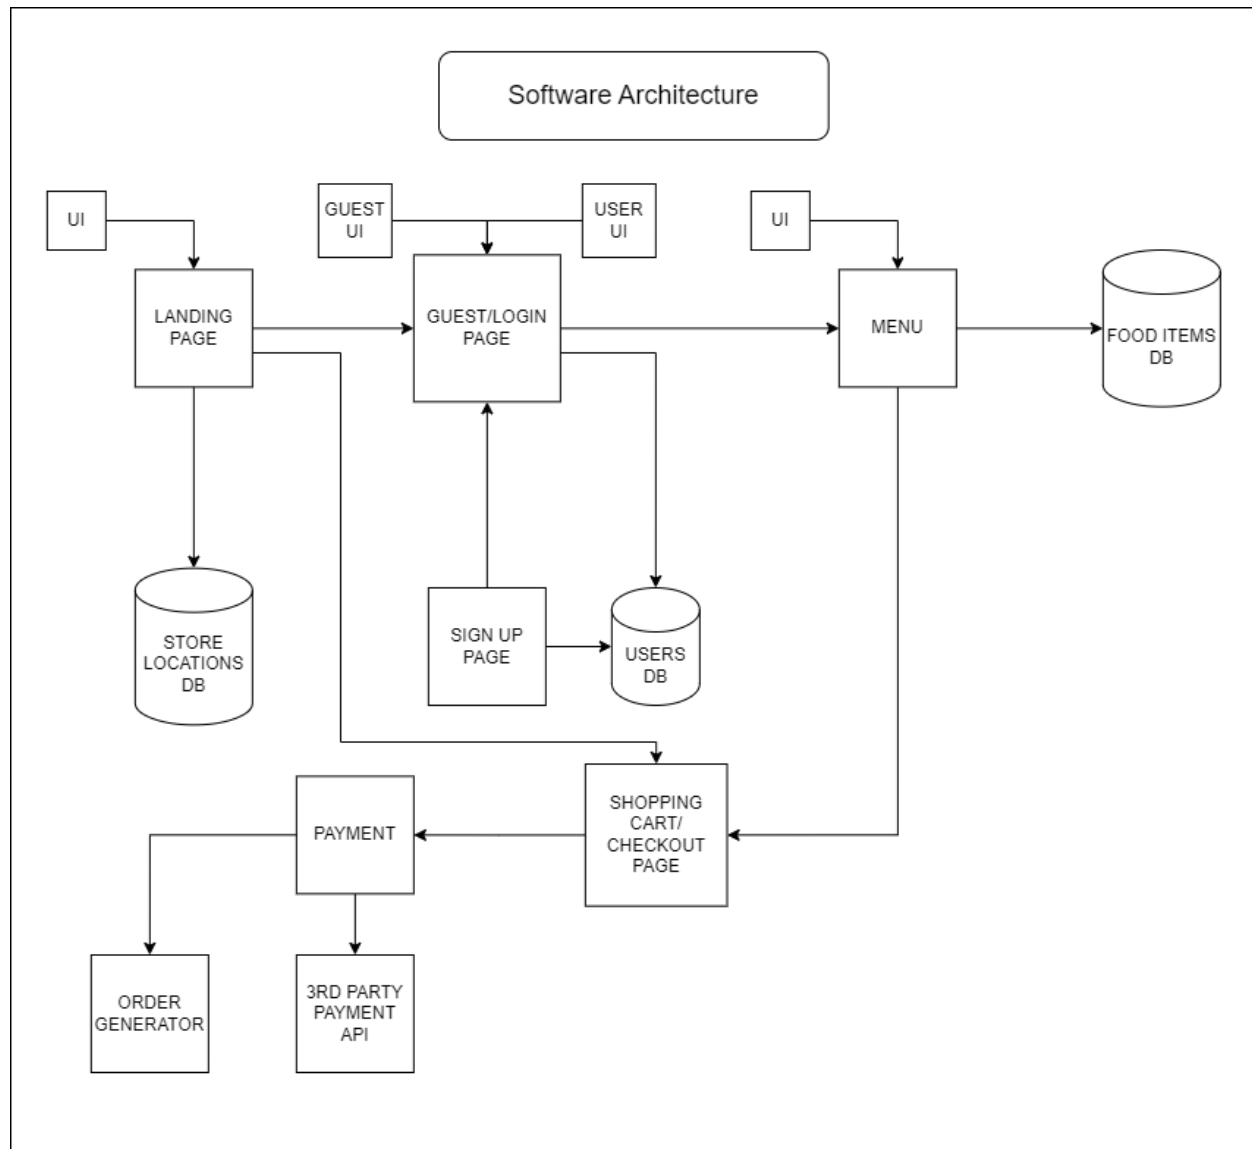 Software Architecture
UI
GUEST
UI
USER
UI
UI
LANDING
PAGE
GUEST/LOGIN
PAGE
MENU
FOOD ITEMS
DB
STORE
LOCATIONS
DB
SIGN UP
PAGE
USERS
DB
PAYMENT
SHOPPING
CART/
CHECKOUT
PAGE
ORDER
GENERATOR
3RD PARTY
PAYMENT
API